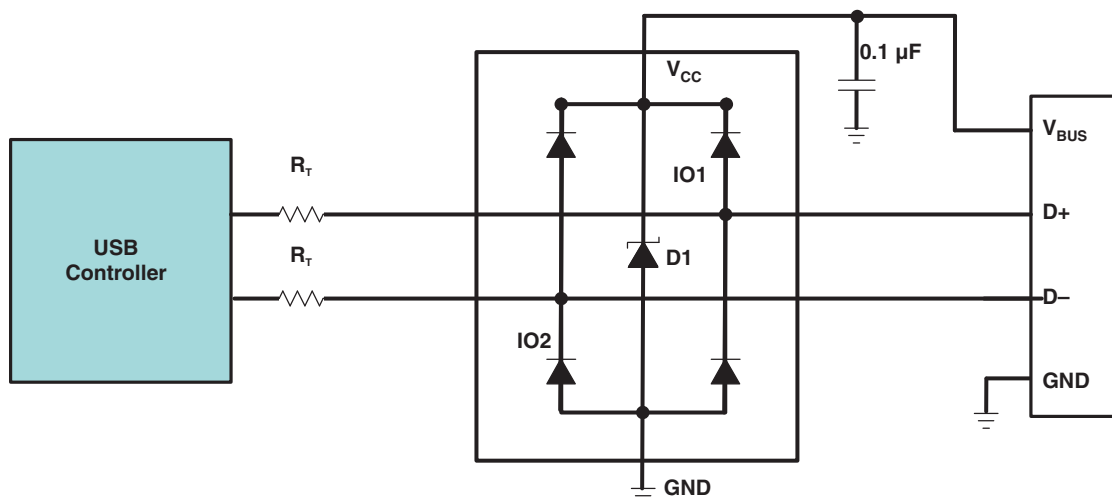 0.1 µF
VCC
VBUS
RT
IO1
D+
USB
Controller
RT
D1
D–
IO2
GND
GND